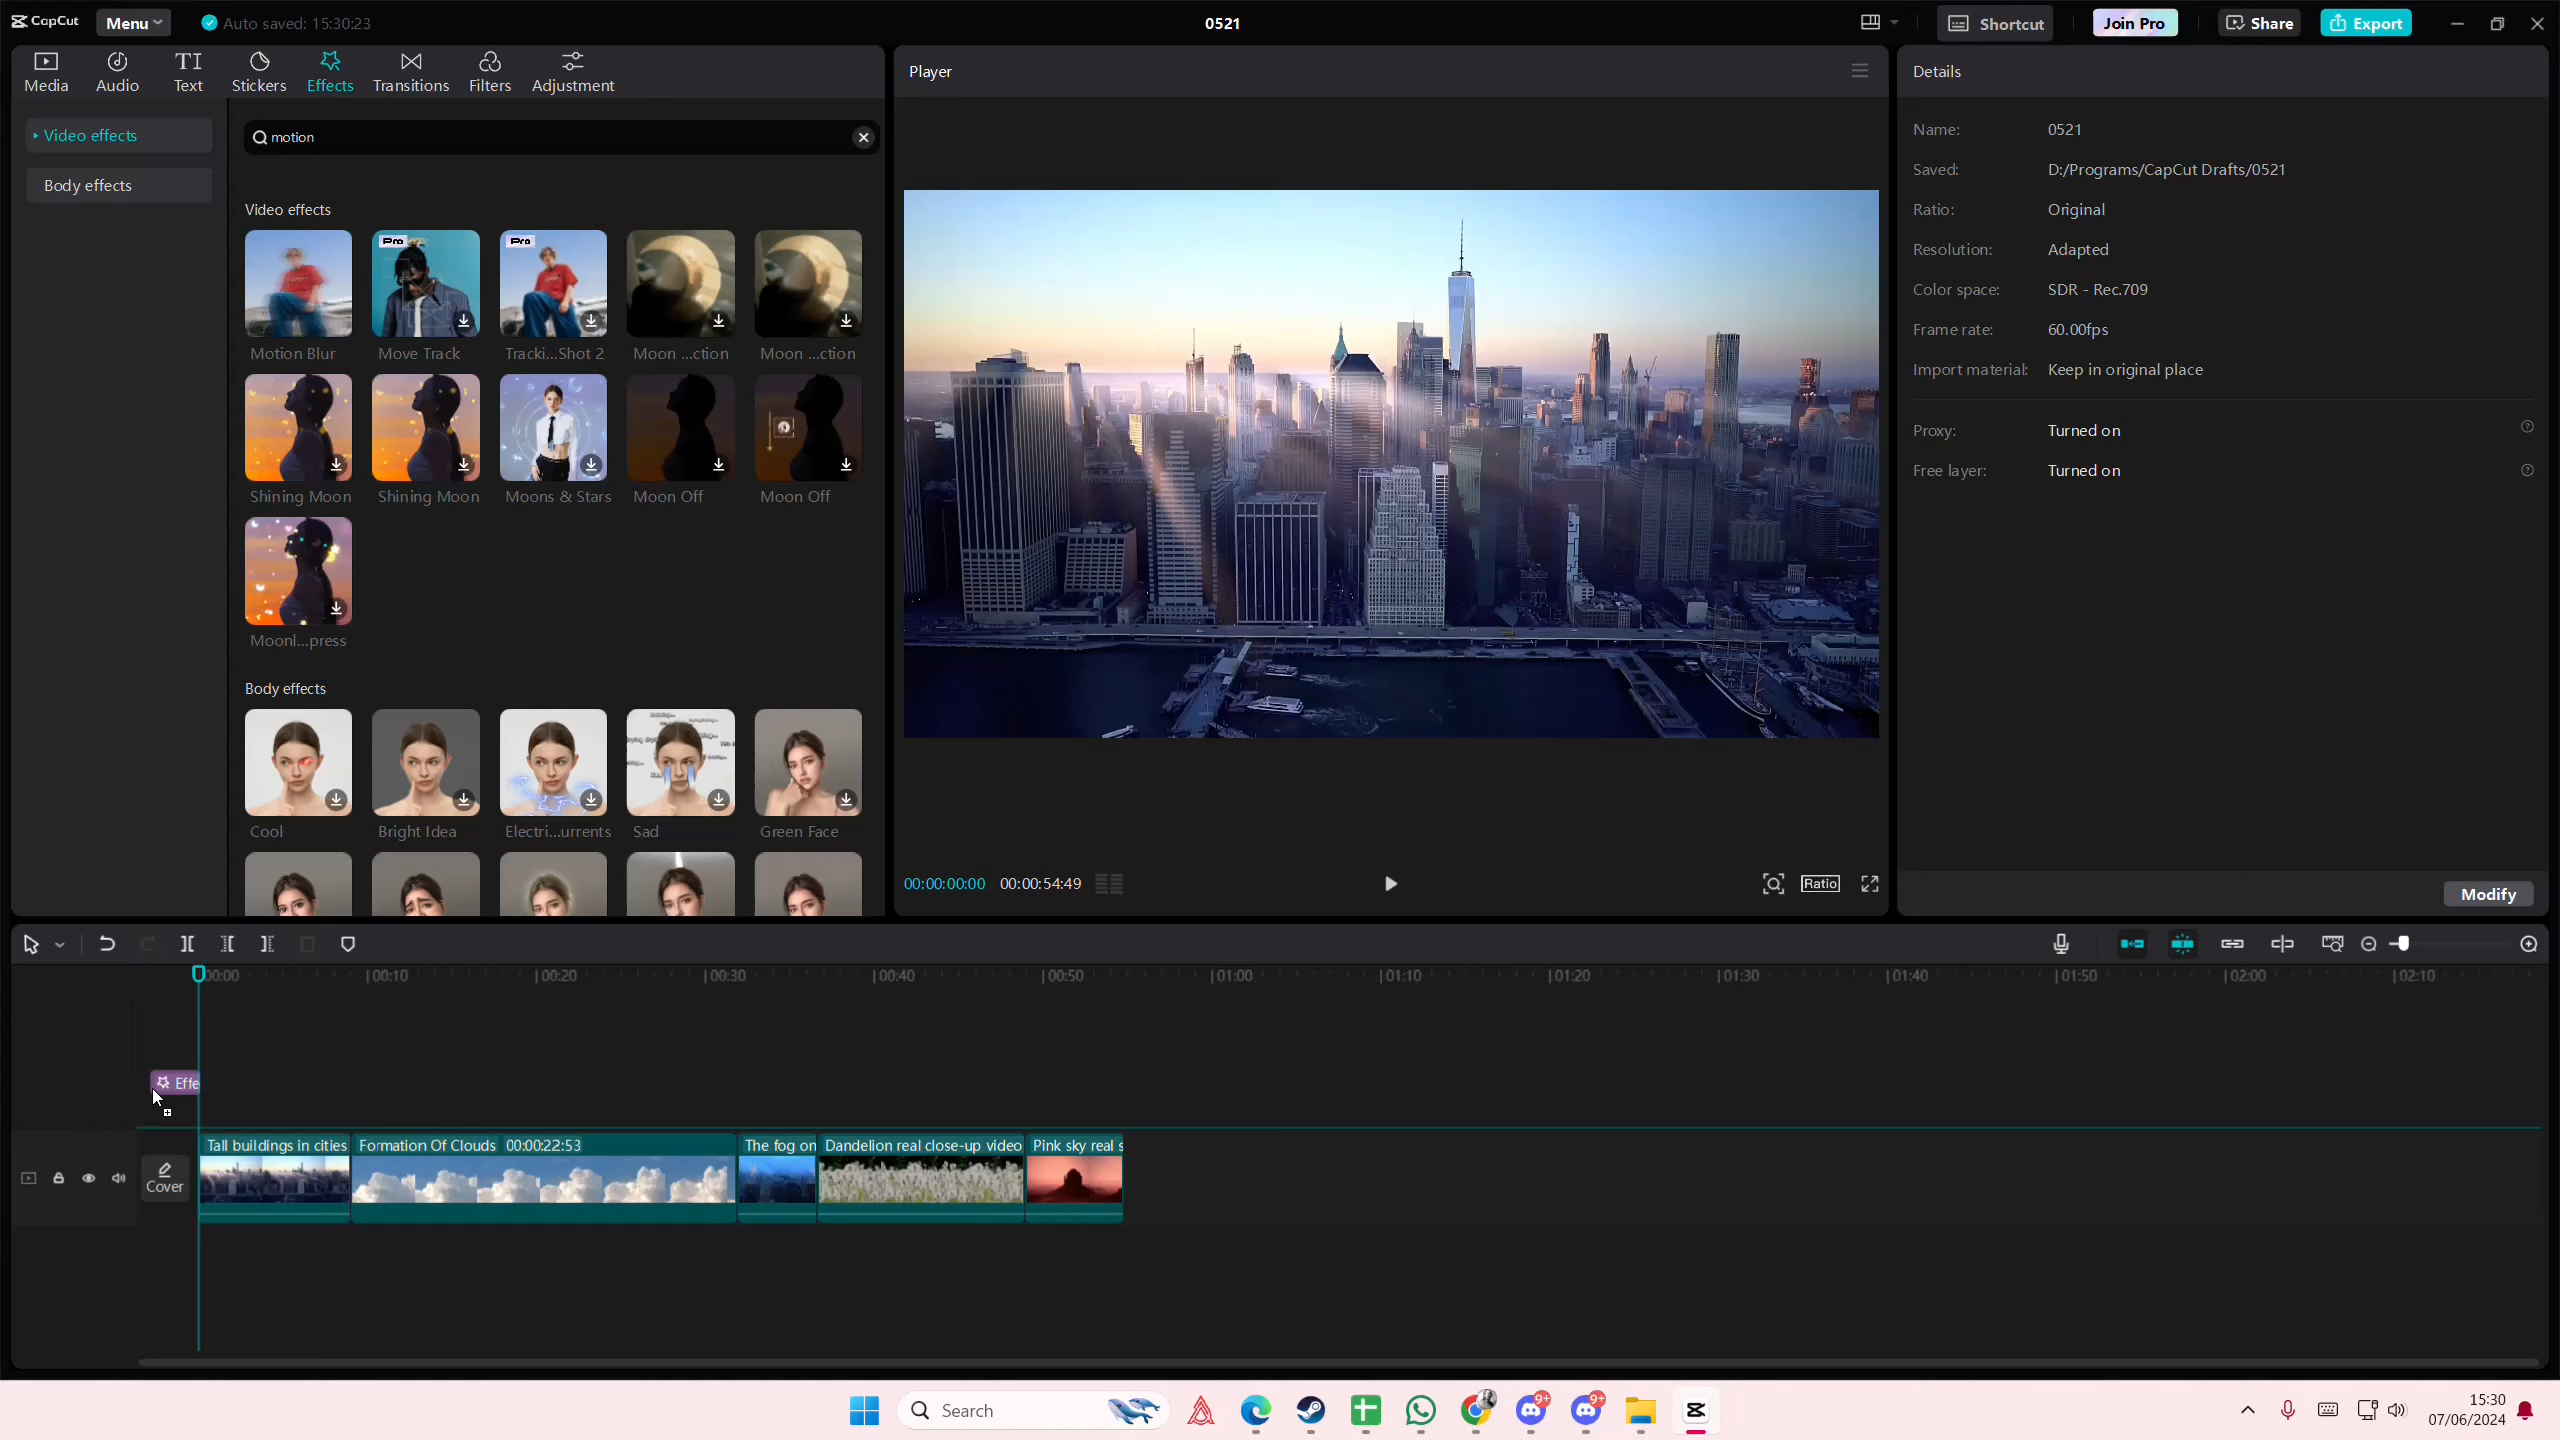 CapCut
Menu
Auto saved: 15:30:23
0521
Shortcut
Join Pro
Share
Export
Media
Audio
Text
Stickers
Effects
Transitions
Filters
Adjustment
Video effects
Body effects
motion
Video effects
Pro
Pro
Motion Blur
Move Track
Tracki...Shot 2
Moon ...ction
Moon ...ction
Shining Moon
Shining Moon
Moons & Stars
Moon Off
Moon Off
Moonl...press
Body effects
Cool
Bright Idea
Electri...urrents
Sad
Green Face
Player
00:00:00:00
00:00:54:49
Ratio
Details
Name:
0521
Saved:
D:/Programs/CapCut Drafts/0521
Ratio:
Original
Resolution:
Adapted
Color space:
SDR - Rec.709
Frame rate:
60.00fps
Import material:
Keep in original place
Proxy:
Turned on
Free layer:
Turned on
Modify
00:00
00:10
00:20
00:30
00:40
00:50
01:00
01:10
01:20
01:30
01:40
01:50
02:00
02:10
Effe
Cover
Tall buildings in cities
Formation Of Clouds 00:00:22:53
The fog on
Dandelion real close-up video
Pink sky real s
Search
9+
9+
15:30
07/06/2024